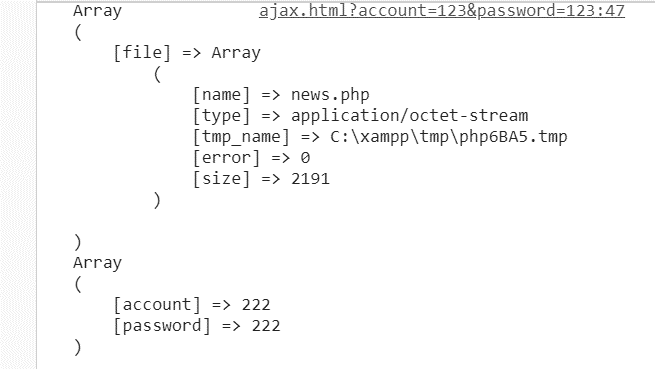 Array ajax.html?account=123&password=123:47
(
[file] => Array
(
[name] => news.php
[type] => application/octet-stream
[tmp_name] => C:\xampp\tmp\php6BA5.tmp
[error] => 0
[size] => 2191
)
)
Array
(
[account] => 222
[password] => 222
)